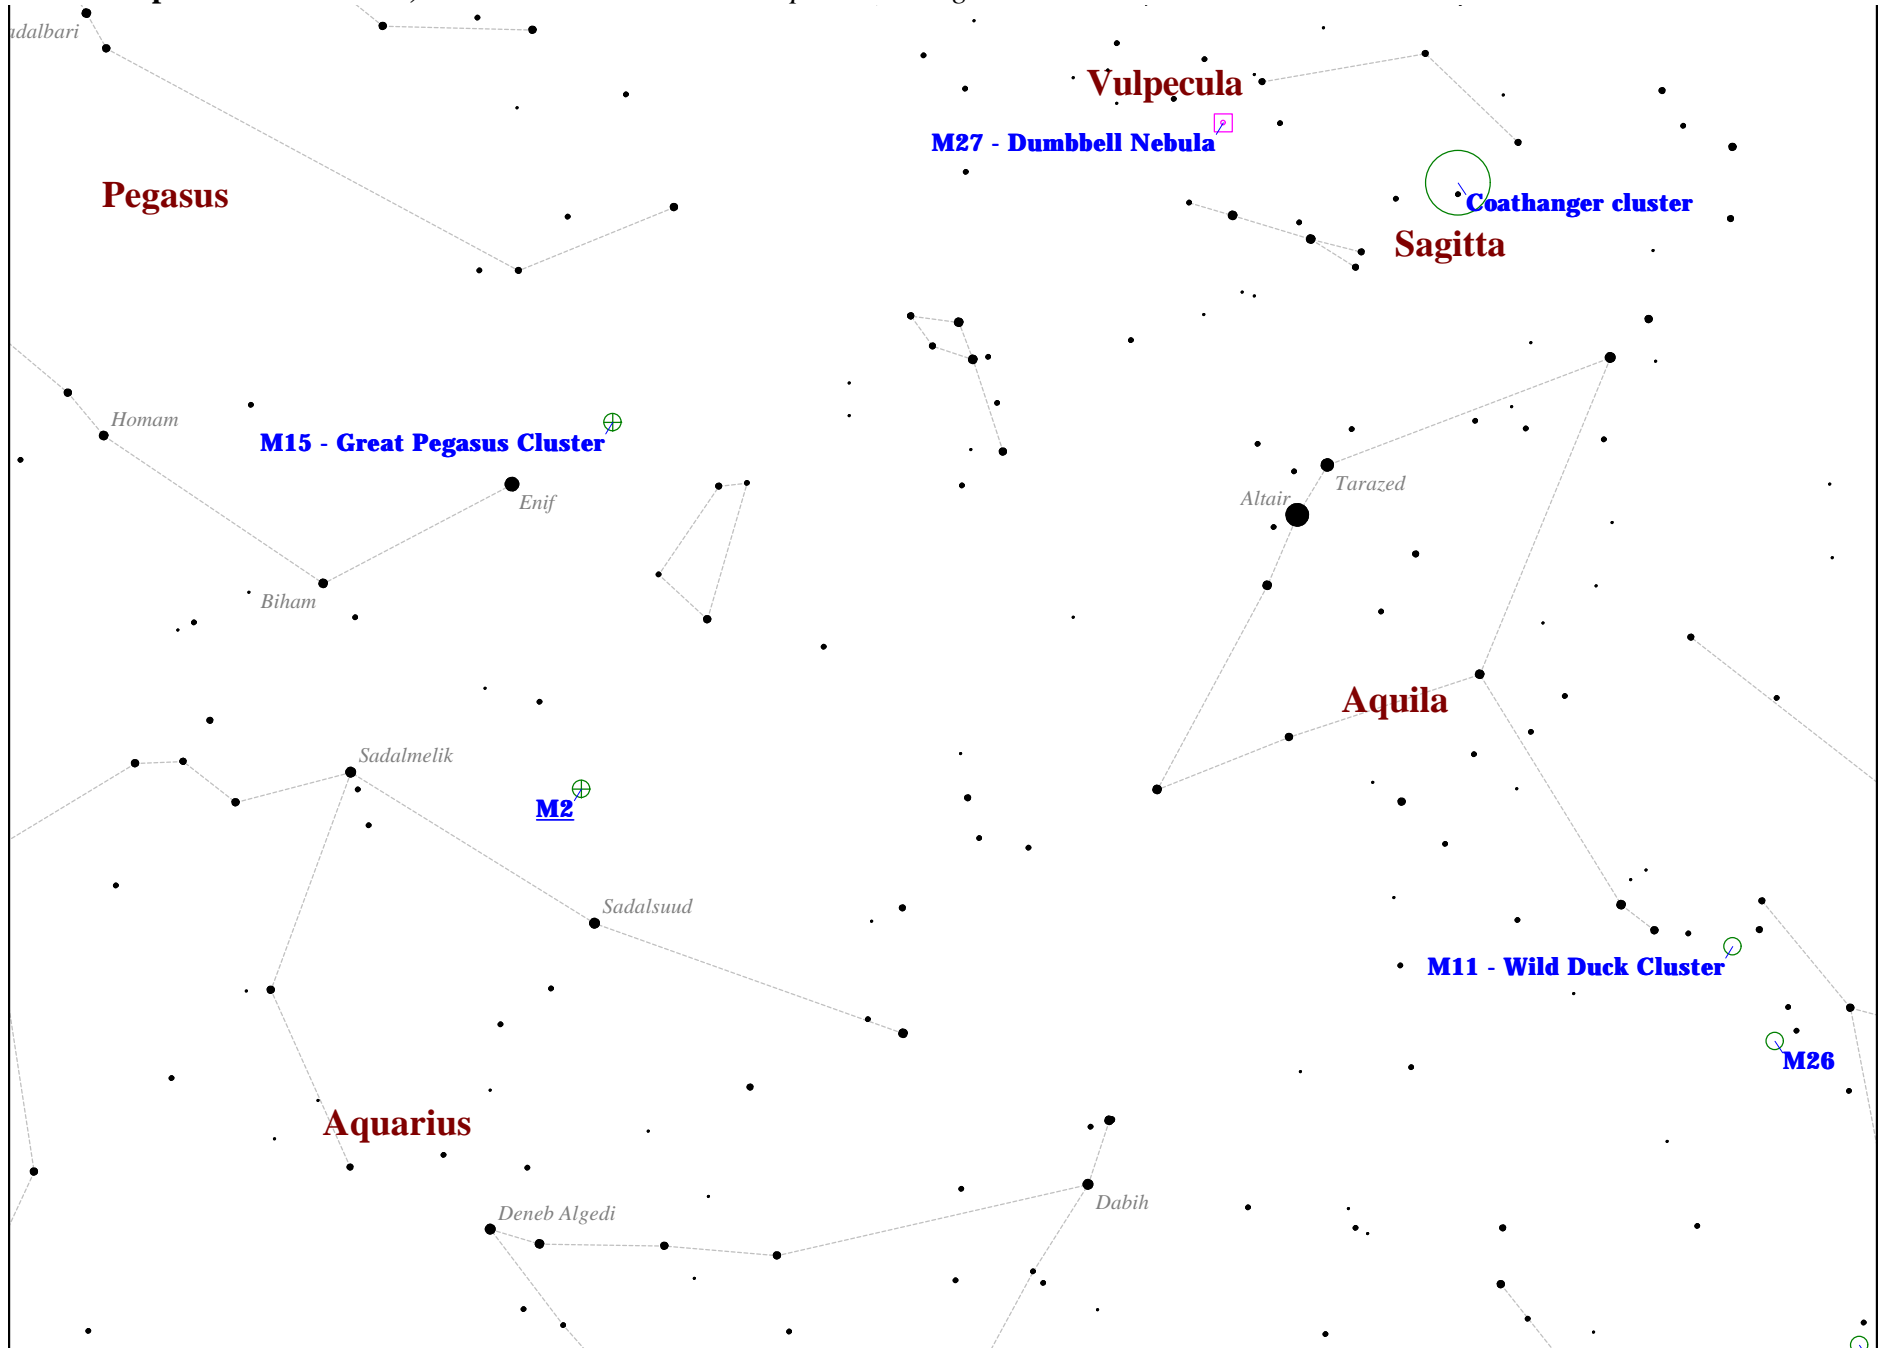 Vulpecula
M27 - Dumbbell Nebula
Pegasus
Coathanger cluster
Sagitta
Homam
M15 - Great Pegasus Cluster
Enif
Tarazed
Altair
Biham
Aquila
Sadalmelik
M2
Sadalsuud
M11 - Wild Duck Cluster
M26
Aquarius
Deneb Algedi
Dabih